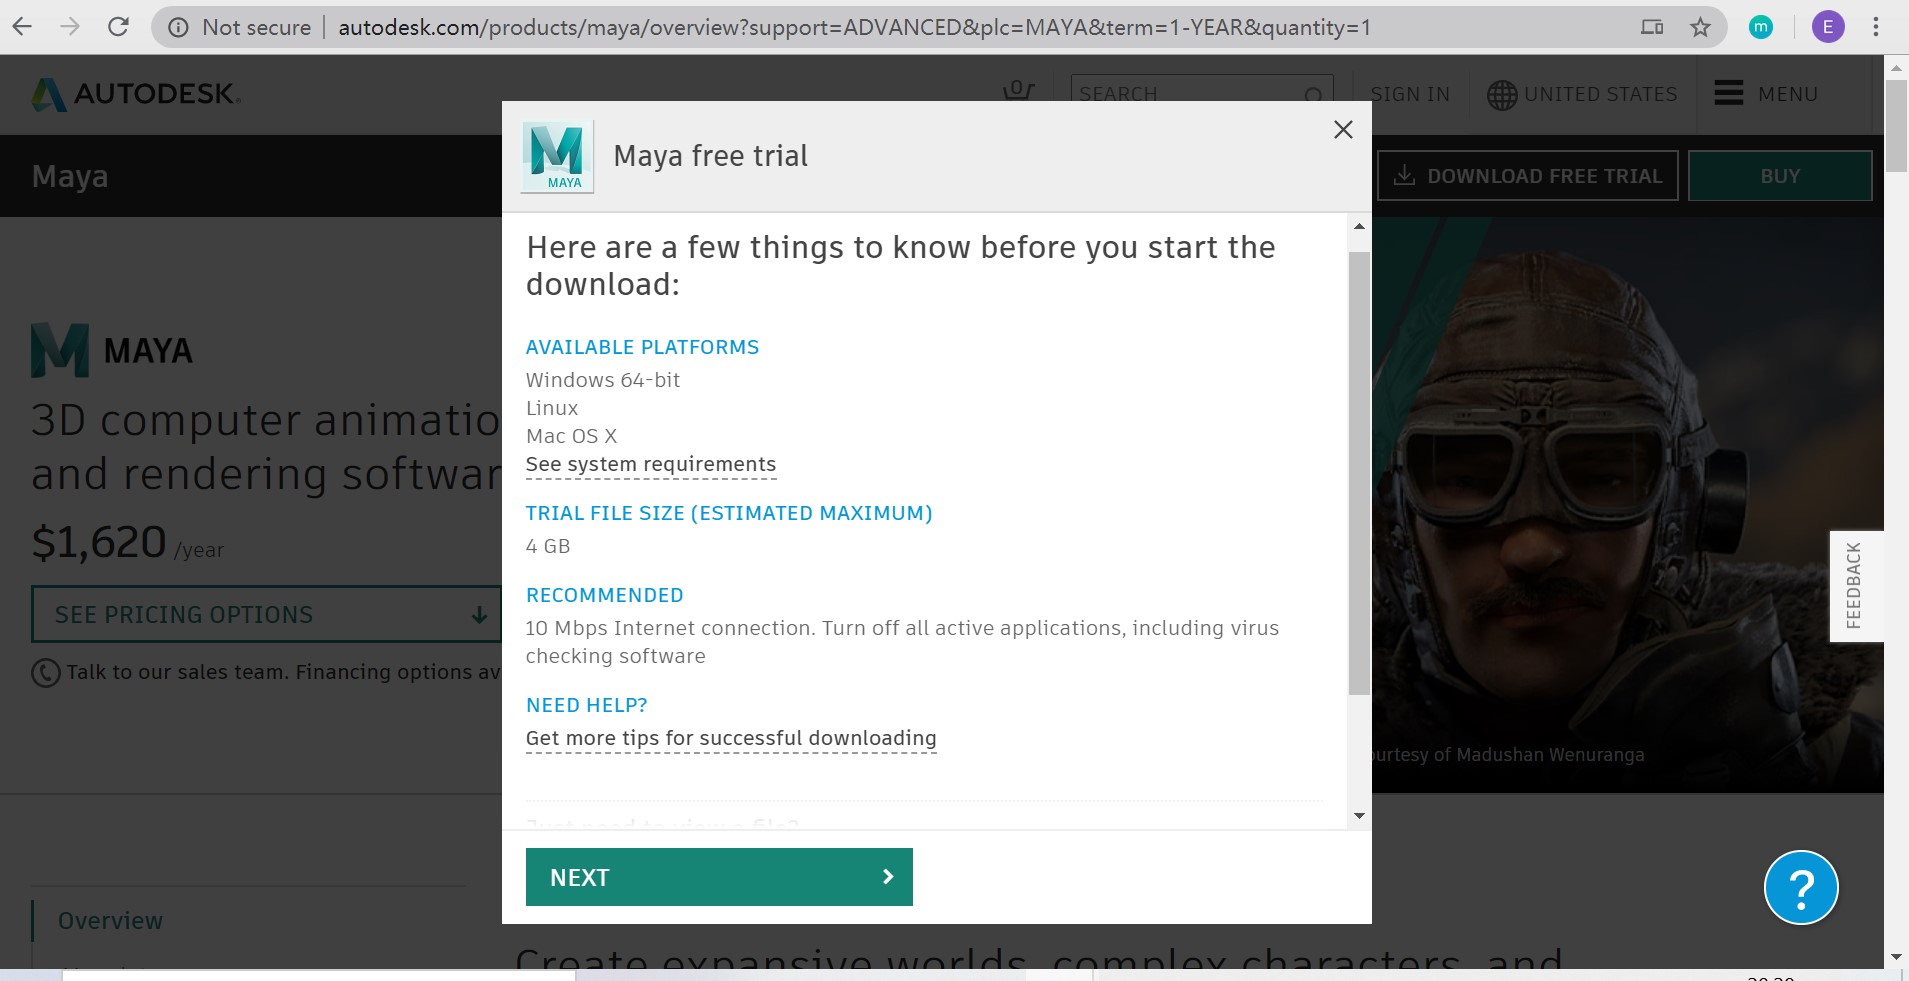 Not secure | autodesk.com/products/maya/overview?support=ADVANCED&plc=MAYA&term=1-YEAR&quantity=1
m
E
AUTODESK
0
SEARCH
SIGN IN
UNITED STATES
MENU
Maya
DOWNLOAD FREE TRIAL
BUY
MAYA
Maya free trial
Here are a few things to know before you start the
download:
AVAILABLE PLATFORMS
Windows 64-bit
Linux
Mac OS X
See system requirements
TRIAL FILE SIZE (ESTIMATED MAXIMUM)
4 GB
RECOMMENDED
10 Mbps Internet connection. Turn off all active applications, including virus
checking software
NEED HELP?
Get more tips for successful downloading
Just need to view a file?
NEXT
MAYA
3D computer animatio
and rendering softwar
$1,620 /year
SEE PRICING OPTIONS
Talk to our sales team. Financing options av
urtesy of Madushan Wenuranga
FEEDBACK
?
Overview
Create expansive worlds, complex characters, and